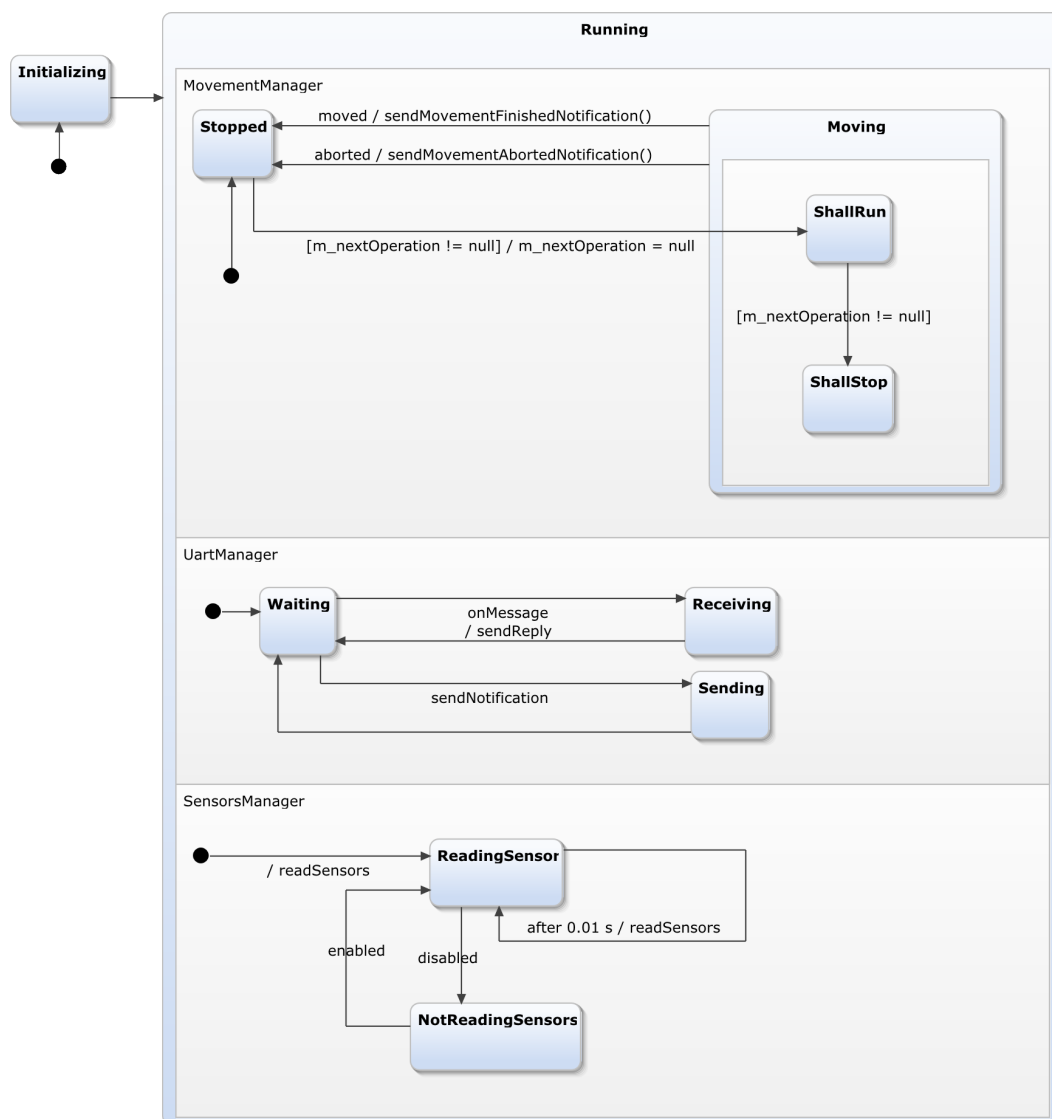 Running
Initializing
MovementManager
Stopped
moved / sendMovementFinishedNotification()
Moving
aborted / sendMovementAbortedNotification()
ShallRun
[m_nextOperation != null] / m_nextOperation = null
[m_nextOperation != null]
ShallStop
UartManager
Waiting
onMessage
/ sendReply
Receiving
sendNotification
Sending
SensorsManager
/ readSensors
ReadingSensor
after 0.01 s / readSensors
enabled
disabled
NotReadingSensors